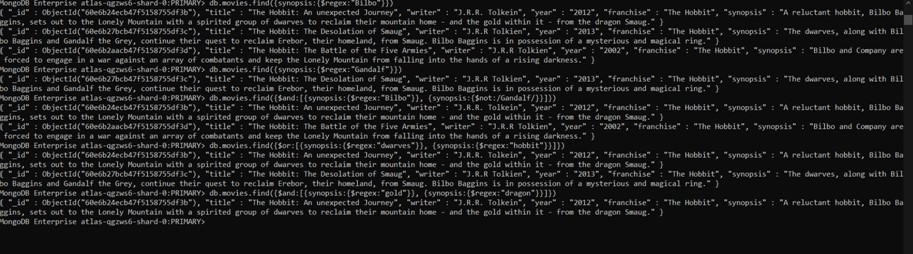 MongoDB Enterprise atlas-qgzws6-shard-0:PRIMARY> db.movies.find({synopsis:{$regex:"Bilbo"}})
{ "_id" : ObjectId("60e6b24ecb47f5158755df3b"), "title" : "The Hobbit: An unexpected Journey", "writer" : "J.R.R. Tolkein", "year" : "2012", "franchise" : "The Hobbit", "synopsis" : "A reluctant hobbit, Bilbo Ba
ggins, sets out to the Lonely Mountain with a spirited group of dwarves to reclaim their mountain home - and the gold within it - from the dragon Smaug." }
{ "_id" : ObjectId("60e6b24ecb47f5158755df3c"), "title" : "The Hobbit: The Desolation of Smaug", "writer" : "J.R.R Tolkien", "year" : "2013", "franchise" : "The Hobbit", "synopsis" : "The dwarves, along with Bil
bo Baggins and Gandalf the Grey, continue their quest to reclaim Erebor, their homeland, from Smaug. Bilbo Baggins is in possession of a mysterious and magical ring." }
{ "_id" : ObjectId("60e6b27aecb47f5158755df3d"), "title" : "The Hobbit: The Battle of the Five Armies", "writer" : "J.R.R Tolkien", "year" : "2002", "franchise" : "The Hobbit", "synopsis" : "Bilbo and Company are
 forced to engage in a war against an array of combatants and keep the Lonely Mountain from falling into the hands of a rising darkness." }
MongoDB Enterprise atlas-qgzws6-shard-0:PRIMARY> db.movies.find({synopsis:{$regex:"Gandalf"}})
{ "_id" : ObjectId("60e6b24ecb47f5158755df3c"), "title" : "The Hobbit: The Desolation of Smaug", "writer" : "J.R.R Tolkien", "year" : "2013", "franchise" : "The Hobbit", "synopsis" : "The dwarves, along with Bil
bo Baggins and Gandalf the Grey, continue their quest to reclaim Erebor, their homeland, from Smaug. Bilbo Baggins is in possession of a mysterious and magical ring." }
MongoDB Enterprise atlas-qgzws6-shard-0:PRIMARY> db.movies.find({$and:[{synopsis:{$regex:"Bilbo"}}, {synopsis:{$not:/Gandalf/}}]})
{ "_id" : ObjectId("60e6b24ecb47f5158755df3b"), "title" : "The Hobbit: An unexpected Journey", "writer" : "J.R.R. Tolkein", "year" : "2012", "franchise" : "The Hobbit", "synopsis" : "A reluctant hobbit, Bilbo Ba
ggins, sets out to the Lonely Mountain with a spirited group of dwarves to reclaim their mountain home - and the gold within it - from the dragon Smaug." }
{ "_id" : ObjectId("60e6b27aecb47f5158755df3d"), "title" : "The Hobbit: The Battle of the Five Armies", "writer" : "J.R.R Tolkien", "year" : "2002", "franchise" : "The Hobbit", "synopsis" : "Bilbo and Company are
 forced to engage in a war against an array of combatants and keep the Lonely Mountain from falling into the hands of a rising darkness." }
MongoDB Enterprise atlas-qgzws6-shard-0:PRIMARY> db.movies.find({$or:[{synopsis:{$regex:"dwarves"}}, {synopsis:{$regex:"hobbit"}}]})
{ "_id" : ObjectId("60e6b24ecb47f5158755df3b"), "title" : "The Hobbit: An unexpected Journey", "writer" : "J.R.R. Tolkein", "year" : "2012", "franchise" : "The Hobbit", "synopsis" : "A reluctant hobbit, Bilbo Ba
ggins, sets out to the Lonely Mountain with a spirited group of dwarves to reclaim their mountain home - and the gold within it - from the dragon Smaug." }
{ "_id" : ObjectId("60e6b24ecb47f5158755df3c"), "title" : "The Hobbit: The Desolation of Smaug", "writer" : "J.R.R Tolkien", "year" : "2013", "franchise" : "The Hobbit", "synopsis" : "The dwarves, along with Bil
bo Baggins and Gandalf the Grey, continue their quest to reclaim Erebor, their homeland, from Smaug. Bilbo Baggins is in possession of a mysterious and magical ring." }
MongoDB Enterprise atlas-qgzws6-shard-0:PRIMARY> db.movies.find({$and:[{synopsis:{$regex:"gold"}}, {synopsis:{$regex:"dragon"}}]})
{ "_id" : ObjectId("60e6b24ecb47f5158755df3b"), "title" : "The Hobbit: An unexpected Journey", "writer" : "J.R.R. Tolkein", "year" : "2012", "franchise" : "The Hobbit", "synopsis" : "A reluctant hobbit, Bilbo Ba
ggins, sets out to the Lonely Mountain with a spirited group of dwarves to reclaim their mountain home - and the gold within it - from the dragon Smaug." }
MongoDB Enterprise atlas-qgzws6-shard-0:PRIMARY>